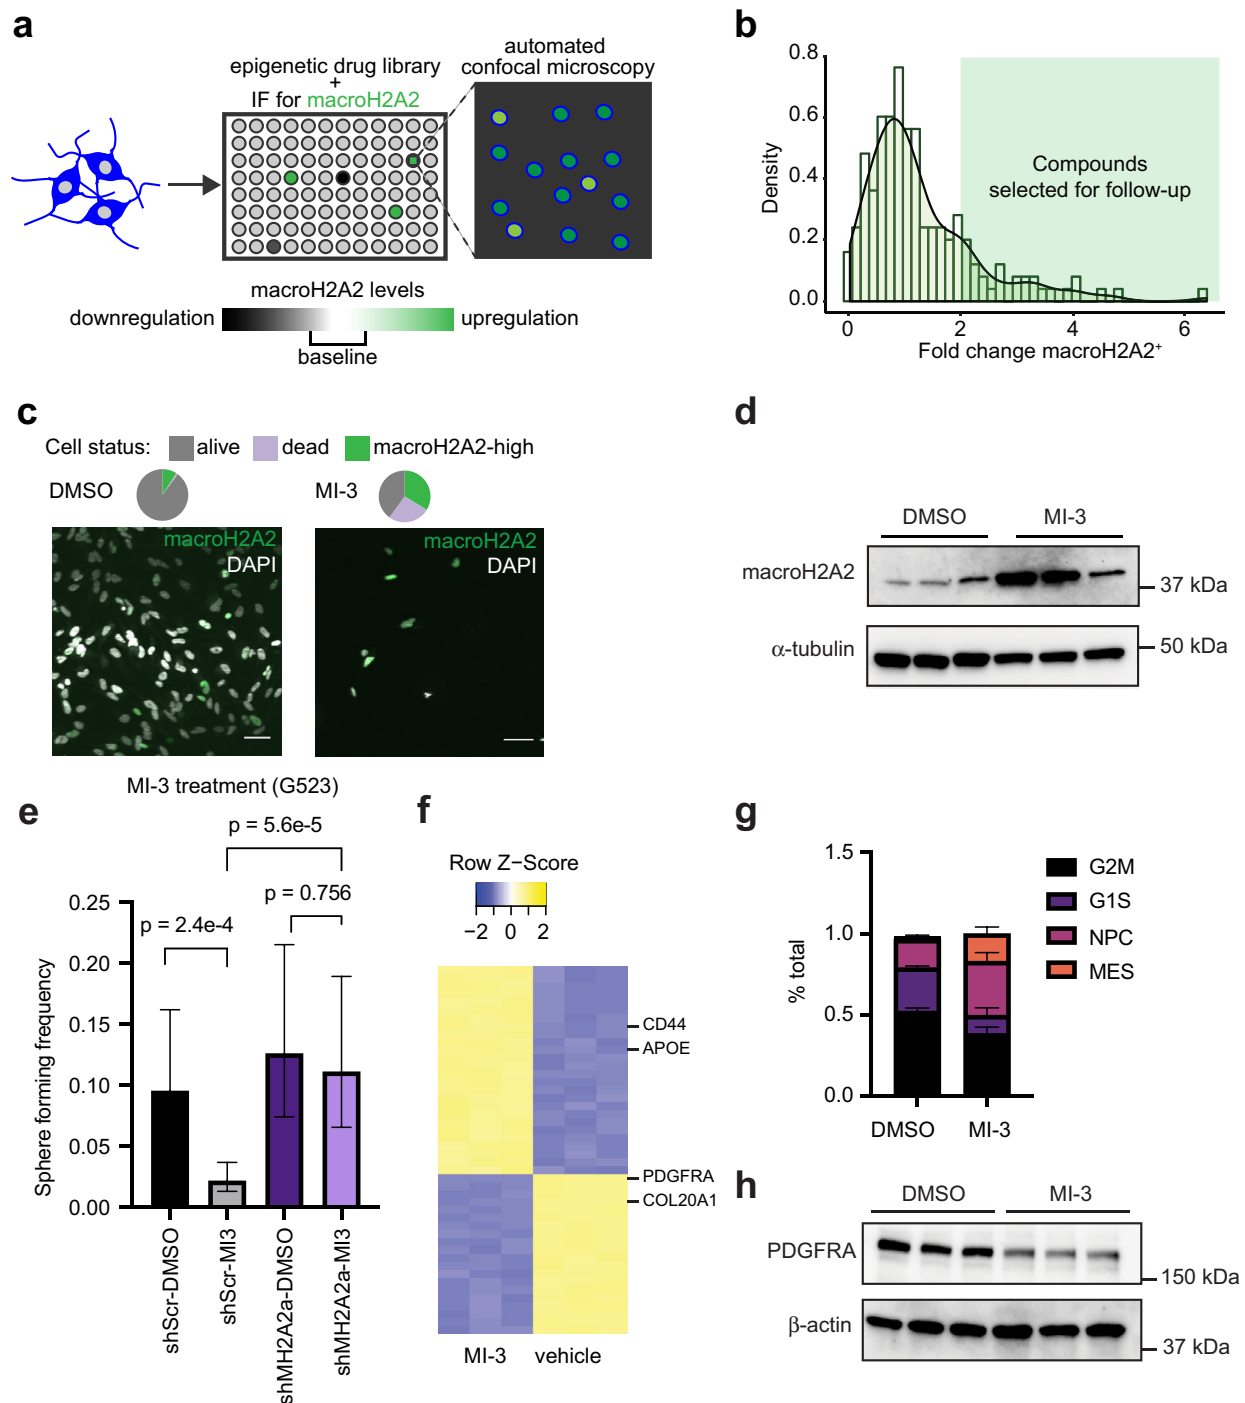 a
epigenetic drug library
+
IF for macroH2A2
automated
confocal microscopy
macroH2A2 levels
downregulation
upregulation
baseline
b
Density
0.8
0.6
0.4
0.2
0.0
Compounds
selected for follow-up
0 2 4 6
Fold change macroH2A2⁺
c
Cell status: alive dead macroH2A2-high
DMSO
MI-3
macroH2A2
DAPI
macroH2A2
DAPI
d
DMSO MI-3
macroH2A2
37 kDa
α-tubulin
50 kDa
MI-3 treatment (G523)
e
p = 5.6e-5
p = 0.756
p = 2.4e-4
Sphere forming frequency
0.25
0.20
0.15
0.10
0.05
0.00
shScr-DMSO
shScr-MI3
shMH2A2a-DMSO
shMH2A2a-MI3
f
Row Z−Score
−2 0 2
CD44
APOE
PDGFRA
COL20A1
MI-3 vehicle
g
% total
1.5
1.0
0.5
0.0
DMSO MI-3
G2M
G1S
NPC
MES
h
DMSO MI-3
PDGFRA
150 kDa
β-actin
37 kDa